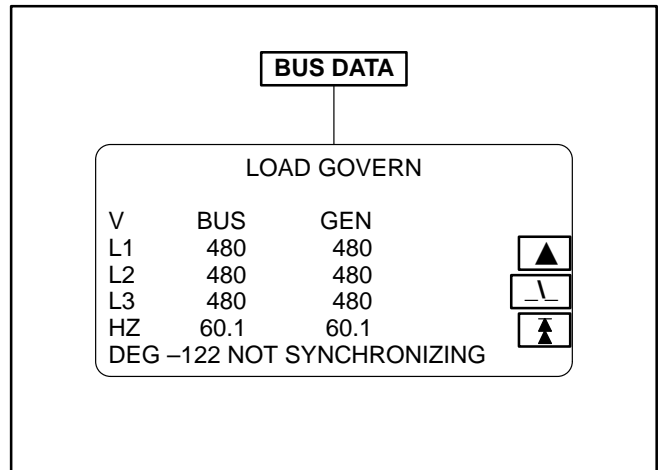 BUS DATA
LOAD GOVERN
V BUS GEN
L1 480 480
L2 480 480
L3 480 480
HZ 60.1 60.1
DEG –122 NOT SYNCHRONIZING